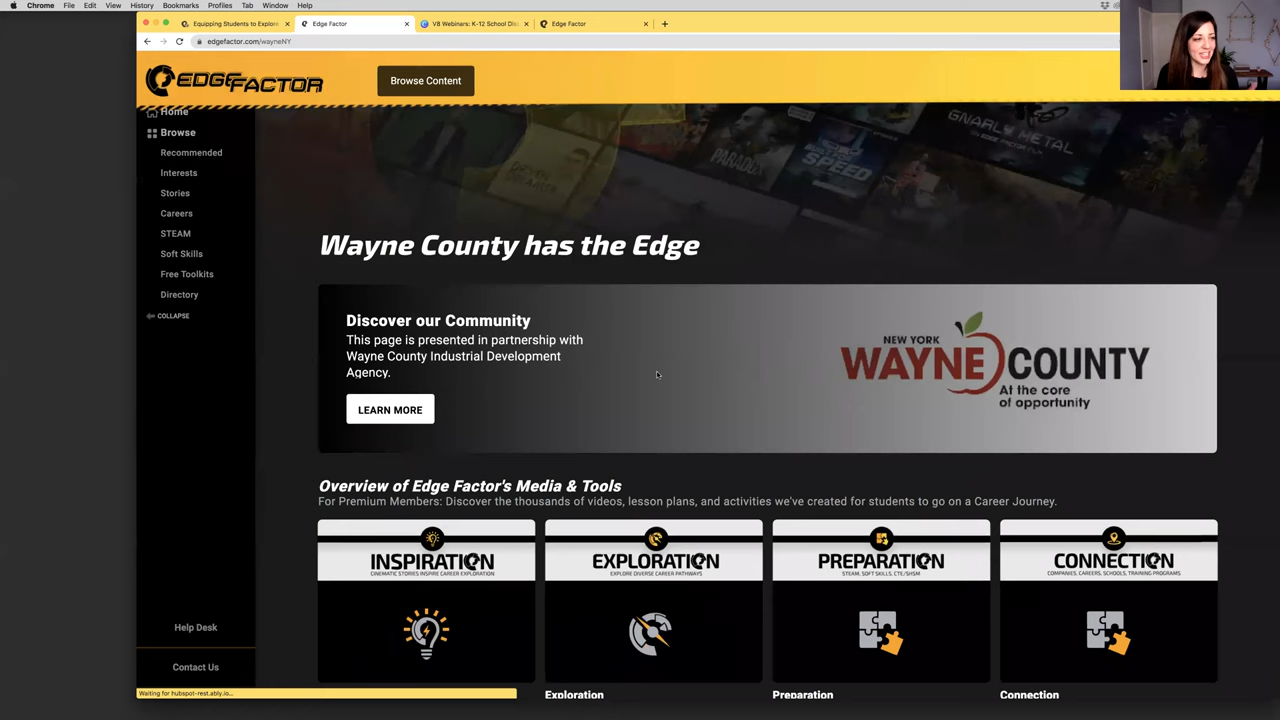 Chrome File Edit View History Bookmarks Profiles Tab Window Help
Equipping Students to Explore
Edge Factor
V8 Webinars: K-12 School Dis
Edge Factor
edgefactor.com/wayneNY
EDGE FACTOR
Browse Content
Home
Browse
Recommended
Interests
Stories
Careers
STEAM
Soft Skills
Free Toolkits
Directory
COLLAPSE
Help Desk
Contact Us
PARADOX
SPEED
GNARLY METAL
Wayne County has the Edge
Discover our Community
This page is presented in partnership with
Wayne County Industrial Development
Agency.
LEARN MORE
NEW YORK
WAYNE COUNTY
At the core
of opportunity
Overview of Edge Factor's Media & Tools
For Premium Members: Discover the thousands of videos, lesson plans, and activities we've created for students to go on a Career Journey.
INSPIRATION
CINEMATIC STORIES INSPIRE CAREER EXPLORATION
EXPLORATION
EXPLORE DIVERSE CAREER PATHWAYS
PREPARATION
STEAM, SOFT SKILLS, CTE/SHSM
CONNECTION
COMPANIES, CAREERS, SCHOOLS, TRAINING PROGRAMS
Exploration
Preparation
Connection
Waiting for hubspot-rest.ably.io...